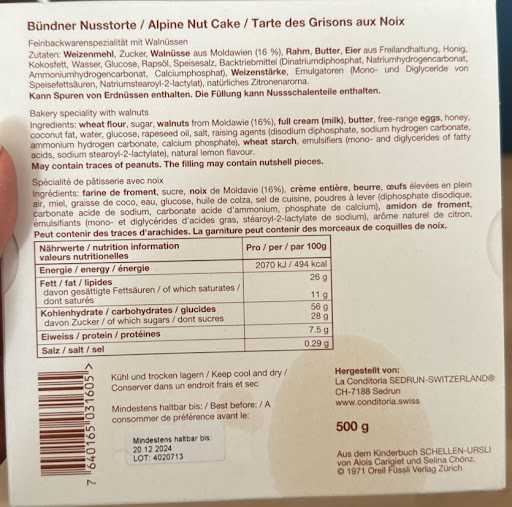 Bündner Nusstorte / Alpine Nut Cake / Tarte des Grisons aux Noix
Feinbackwarenspezialität mit Walnüssen
Zutaten: Weizenmehl, Zucker, Walnüsse aus Moldawien (16 %), Rahm, Butter, Eier aus Freilandhaltung, Honig,
Kokosfett, Wasser, Glucose, Rapsöl, Speisesalz, Backtriebmittel (Dinatriumdiphosphat, Natriumhydrogencarbonat,
Ammoniumhydrogencarbonat, Calciumphosphat), Weizenstärke, Emulgatoren (Mono- und Diglyceride von
Speisefettsäuren, Natriumstearoyl-2-lactylat), natürliches Zitronenaroma.
Kann Spuren von Erdnüssen enthalten. Die Füllung kann Nussschalenteile enthalten.
Bakery speciality with walnuts
Ingredients: wheat flour, sugar, walnuts from Moldawie (16%), full cream (milk), butter, free-range eggs, honey,
coconut fat, water, glucose, rapeseed oil, salt, raising agents (disodium diphosphate, sodium hydrogen carbonate,
ammonium hydrogen carbonate, calcium phosphate), wheat starch, emulsifiers (mono- and diglycerides of fatty
acids, sodium stearoyl-2-lactylate), natural lemon flavour.
May contain traces of peanuts. The filling may contain nutshell pieces.
Spécialité de pâtisserie avec noix
Ingrédients: farine de froment, sucre, noix de Moldavie (16%), crème entière, beurre, œufs élevées en plein
air, miel, graisse de coco, eau, glucose, huile de colza, sel de cuisine, poudres à lever (diphosphate disodique,
carbonate acide de sodium, carbonate acide d'ammonium, phosphate de calcium), amidon de froment,
émulsifiants (mono- et diglycérides d'acides gras, stéaroyl-2-lactylate de sodium), arôme naturel de citron.
Peut contenir des traces d'arachides. La garniture peut contenir des morceaux de coquilles de noix.
Nährwerte / nutrition information Pro / per / par 100g
valeurs nutritionelles
Energie / energy / énergie 2070 kJ / 494 kcal
Fett / fat / lipides 26 g
davon gesättigte Fettsäuren / of which saturates /
dont saturés 11 g
Kohlenhydrate / carbohydrates / glucides 56 g
davon Zucker / of which sugars / dont sucres 28 g
Eiweiss / protein / protéines 7.5 g
Salz / salt / sel 0.29 g
7 640165 031605 >
Kühl und trocken lagern / Keep cool and dry /
Conserver dans un endroit frais et sec
Mindestens haltbar bis: / Best before: / A
consommer de préférence avant le:
Mindestens haltbar bis:
20.12.2024
LOT: 4020713
Hergestellt von:
La Conditoria SEDRUN-SWITZERLAND®
CH-7188 Sedrun
www.conditoria.swiss
500 g
Aus dem Kinderbuch SCHELLEN-URSLI
von Alois Carigiet und Selina Chönz.
© 1971 Orell Füssli Verlag Zürich